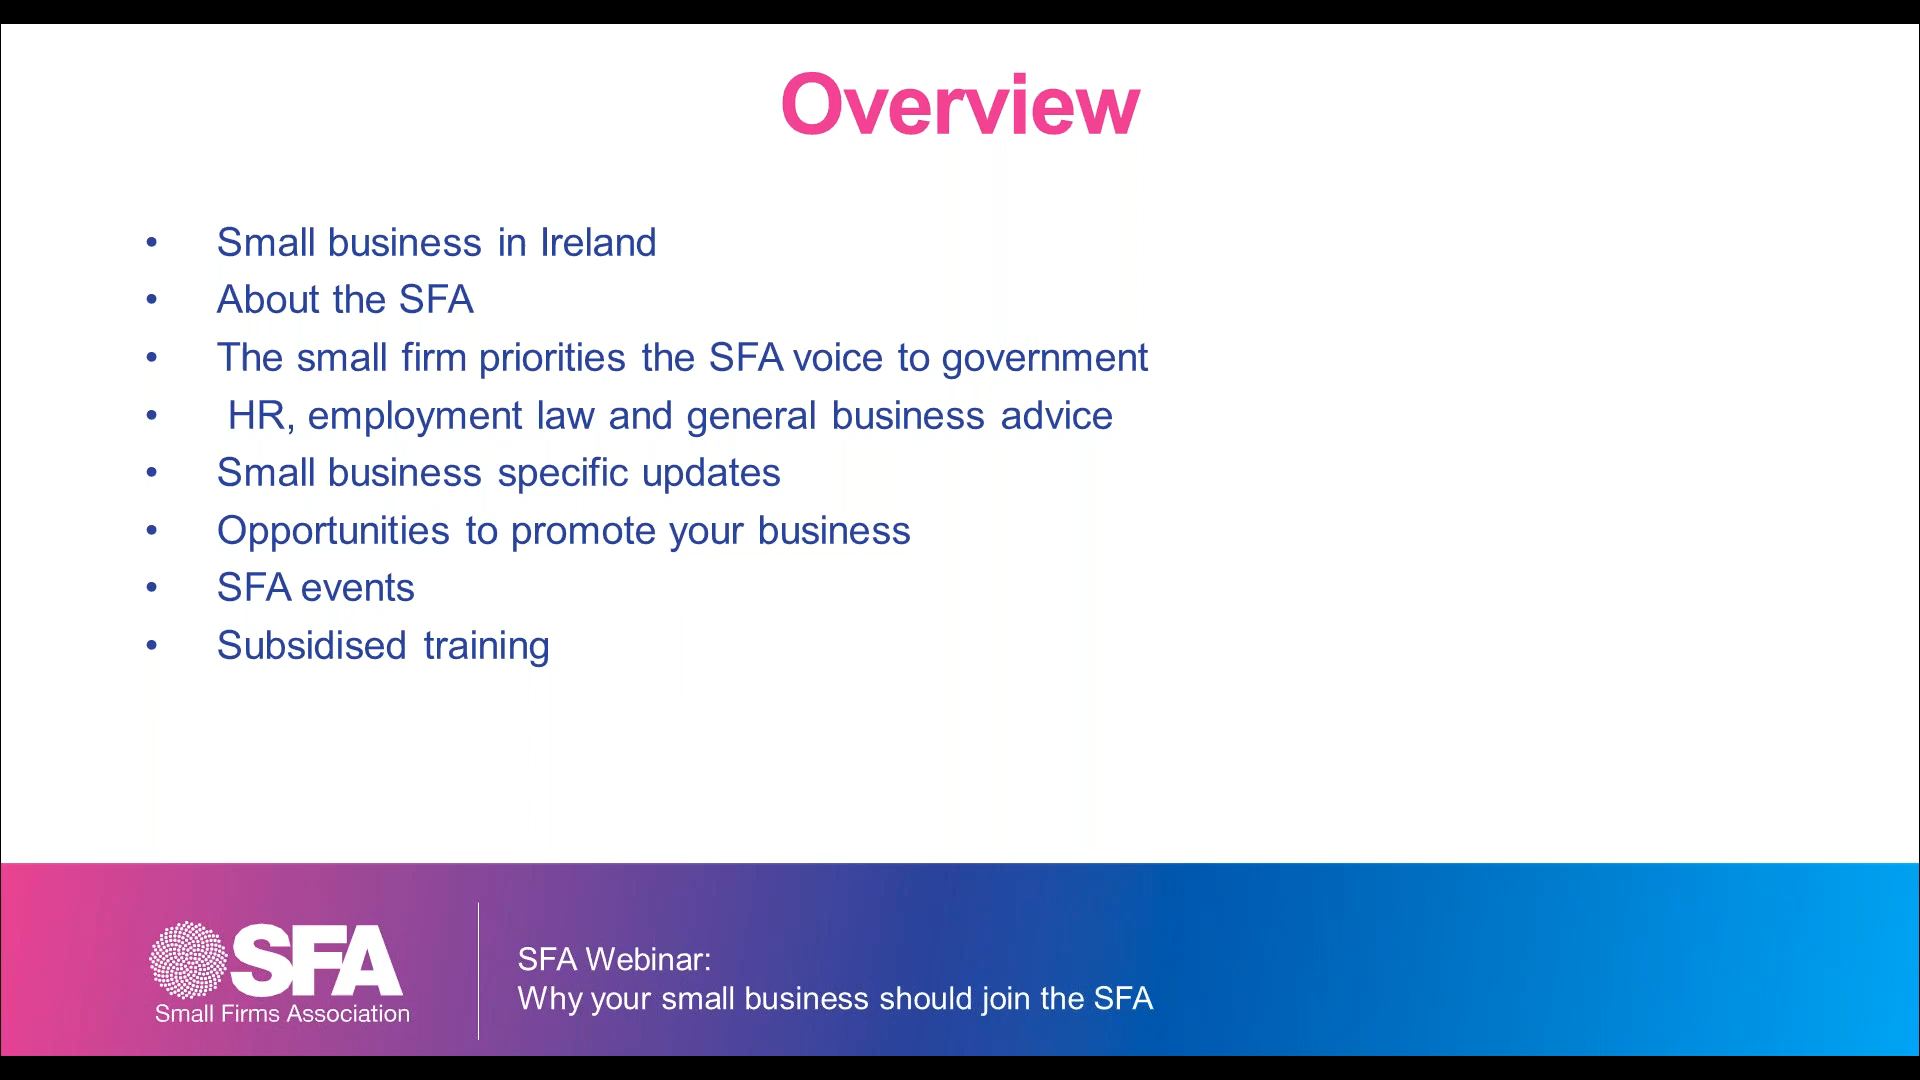 Overview
• Small business in Ireland
• About the SFA
• The small firm priorities the SFA voice to government
• HR, employment law and general business advice
• Small business specific updates
• Opportunities to promote your business
• SFA events
• Subsidised training
SFA
Small Firms Association
SFA Webinar:
Why your small business should join the SFA